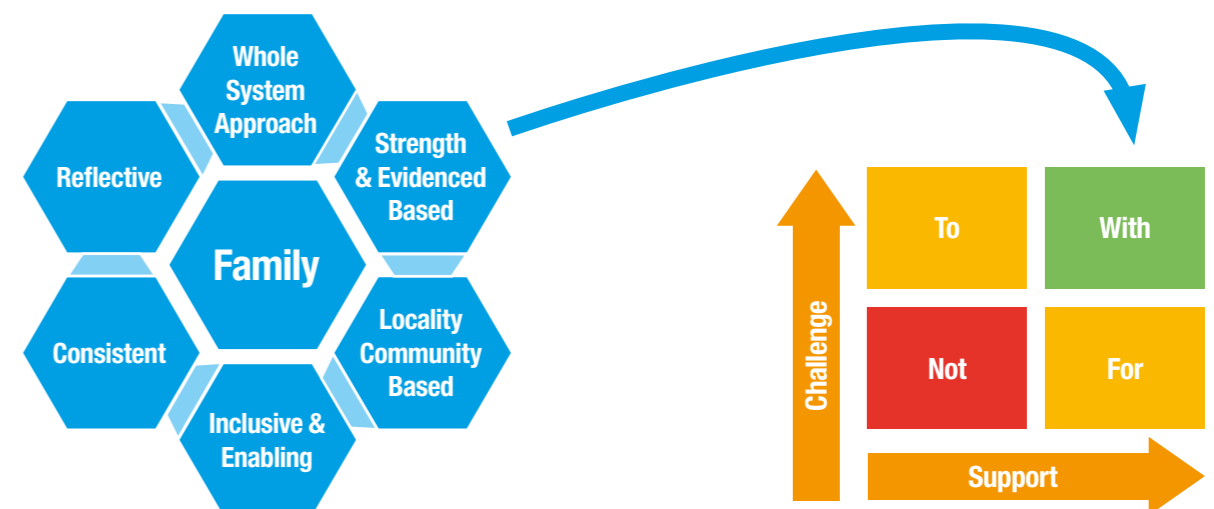 Whole
System
Approach
Reflective
Strength
& Evidenced
Based
Family
Consistent
Locality
Community
Based
Inclusive &
Enabling
Challenge
To
With
Not
For
Support